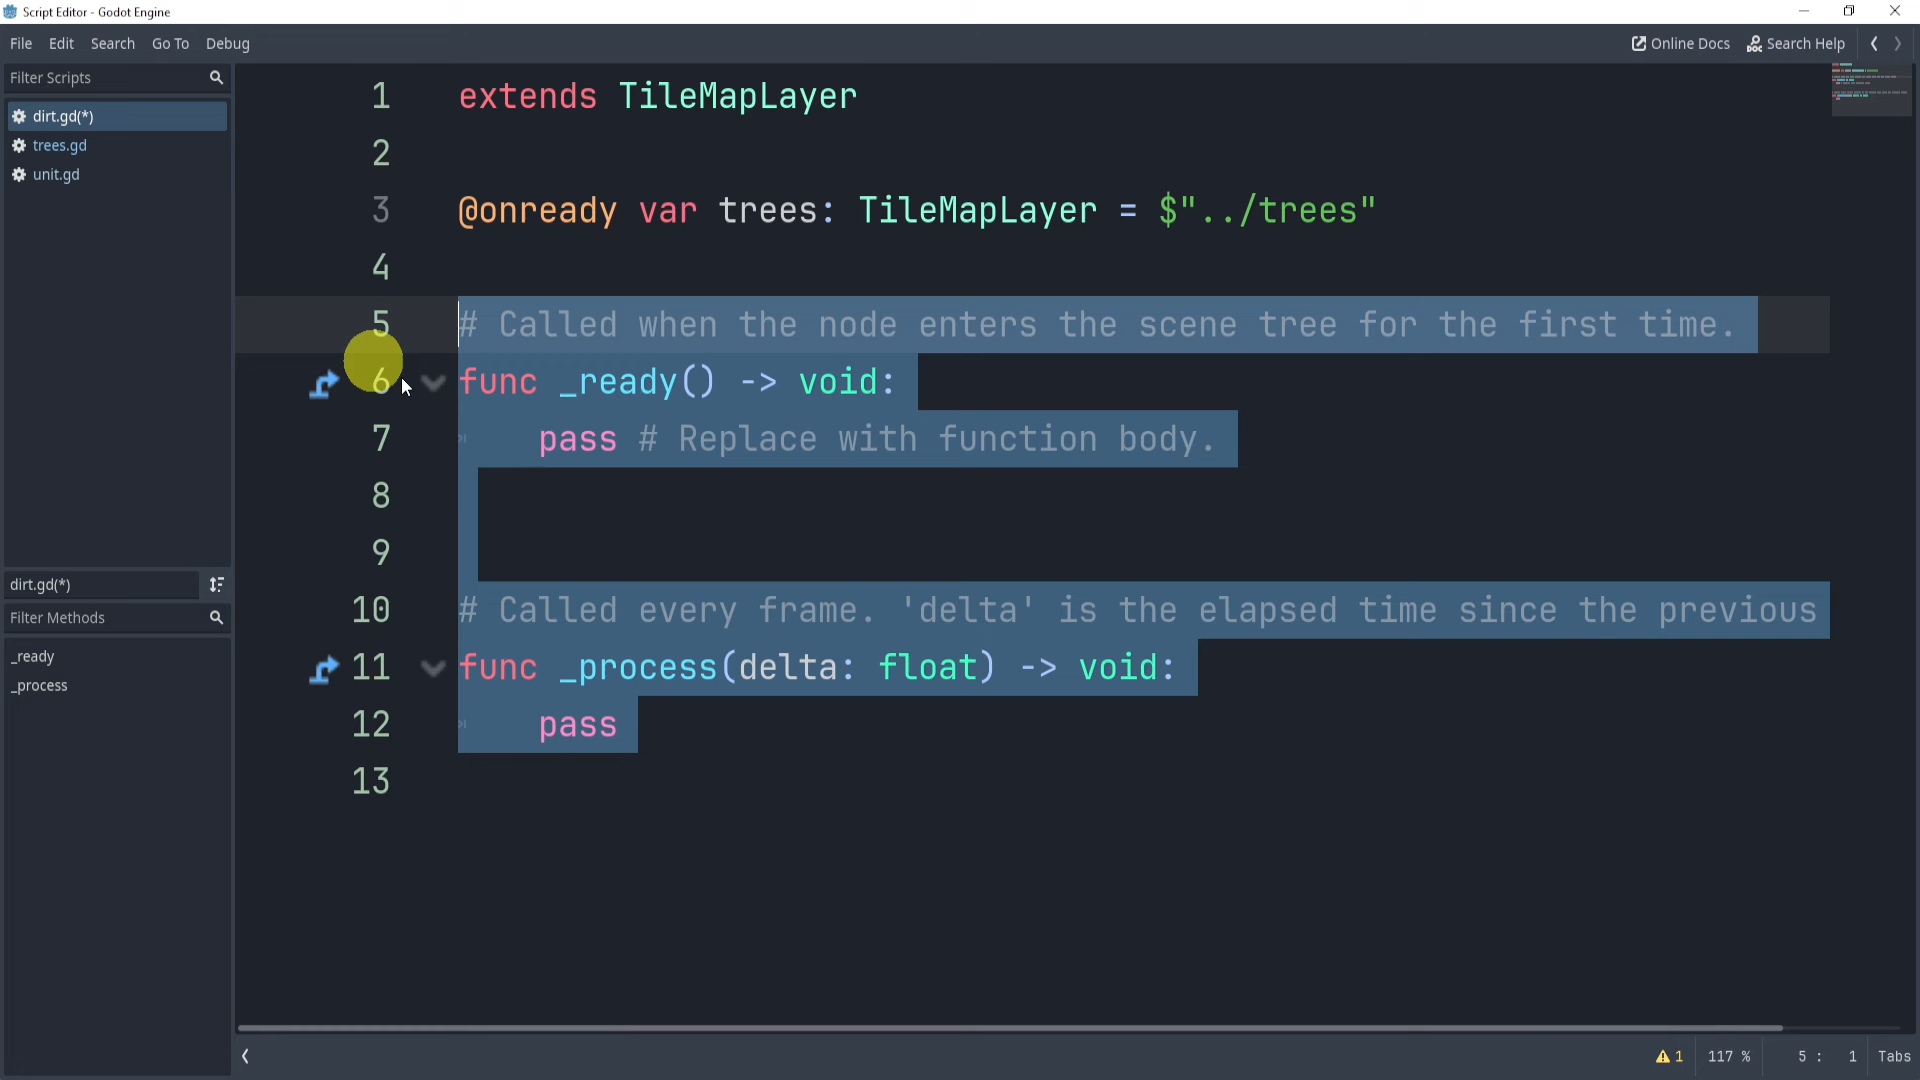 Script Editor - Godot Engine
File Edit Search Go To Debug
Online Docs Search Help
Filter Scripts
dirt.gd(*)
trees.gd
unit.gd
dirt.gd(*)
Filter Methods
_ready
_process
1 extends TileMapLayer
2
3 @onready var trees: TileMapLayer = $"../trees"
4
5 # Called when the node enters the scene tree for the first time.
6 func _ready() -> void:
7 pass # Replace with function body.
8
9
10 # Called every frame. 'delta' is the elapsed time since the previous
11 func _process(delta: float) -> void:
12 pass
13
1 117 % 5 : 1 Tabs